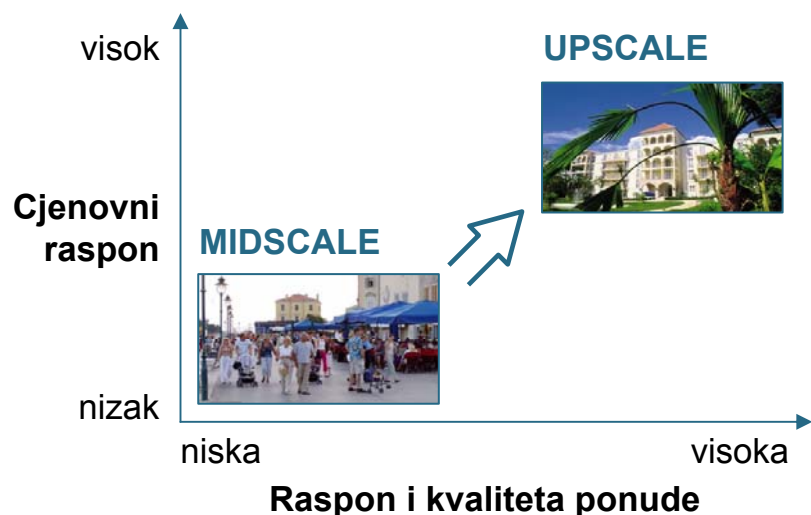 visok
UPSCALE
Cjenovni
raspon
MIDSCALE
nizak
niska
visoka
Raspon i kvaliteta ponude